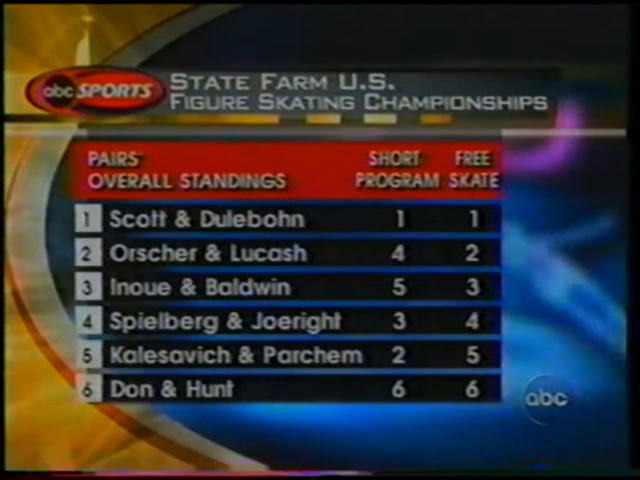 abc SPORTS
STATE FARM U.S.
FIGURE SKATING CHAMPIONSHIPS
PAIRS SHORT FREE
OVERALL STANDINGS PROGRAM SKATE
1 Scott & Dulebohn 1 1
2 Orscher & Lucash 4 2
3 Inoue & Baldwin 5 3
4 Spielberg & Joeright 3 4
5 Kalesavich & Parchem 2 5
6 Don & Hunt 6 6
abc